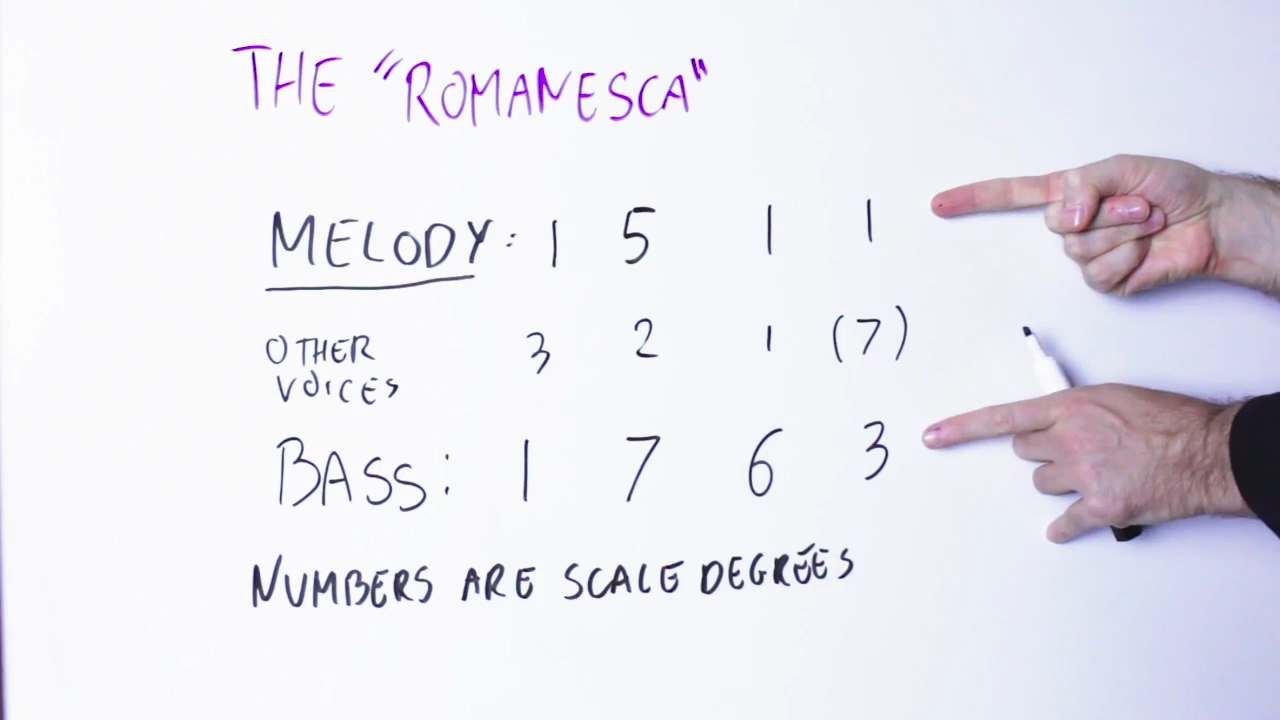 THE "ROMANESCA"
MELODY: 1 5 1 1
OTHER VOICES 3 2 1 (7)
BASS: 1 7 6 3
NUMBERS ARE SCALE DEGREES